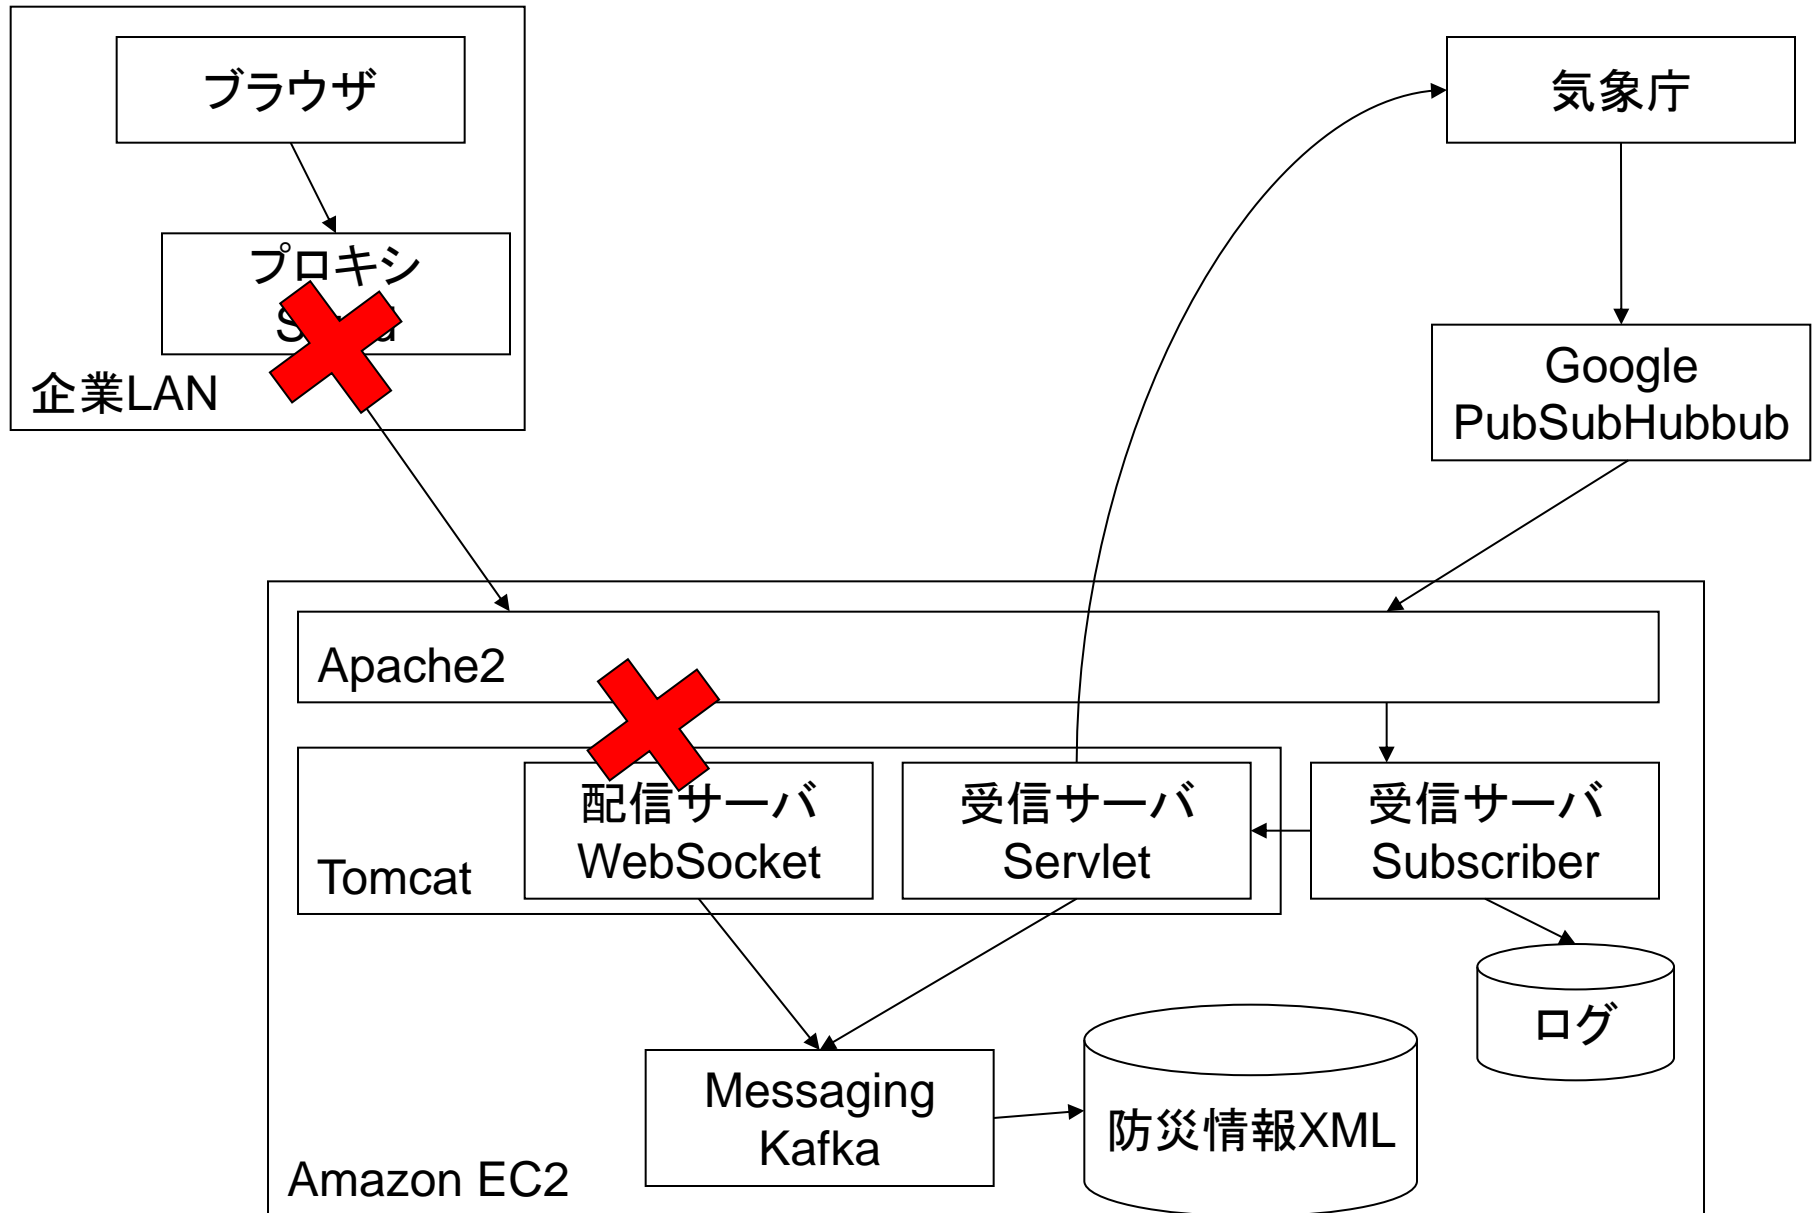 ブラウザ
気象庁
プロキシ
企業LAN
Google
PubSubHubbub
Apache2
配信サーバ
WebSocket
受信サーバ
Servlet
受信サーバ
Subscriber
Tomcat
ログ
Messaging
Kafka
防災情報XML
Amazon EC2